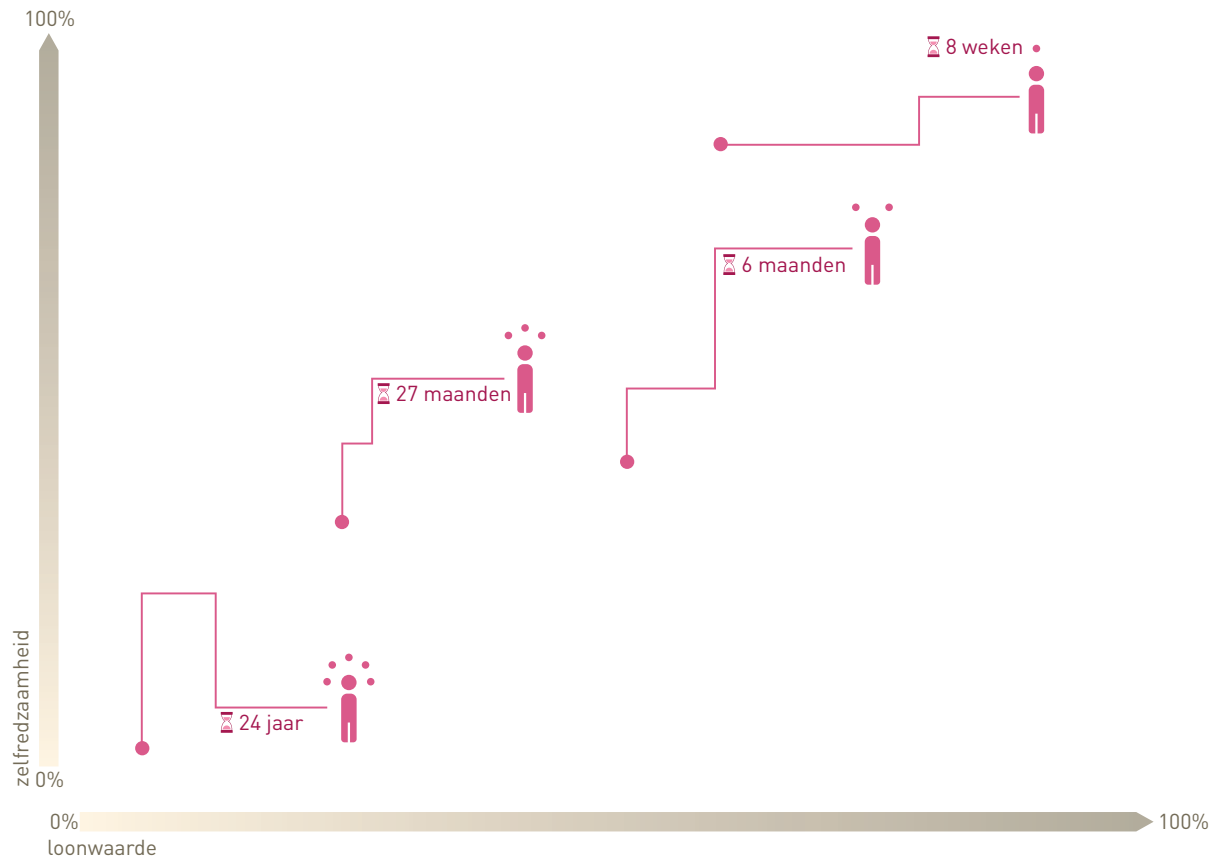 100%
8 weken
6 maanden
27 maanden
24 jaar
zelfredzaamheid
0%
0%
100%
loonwaarde